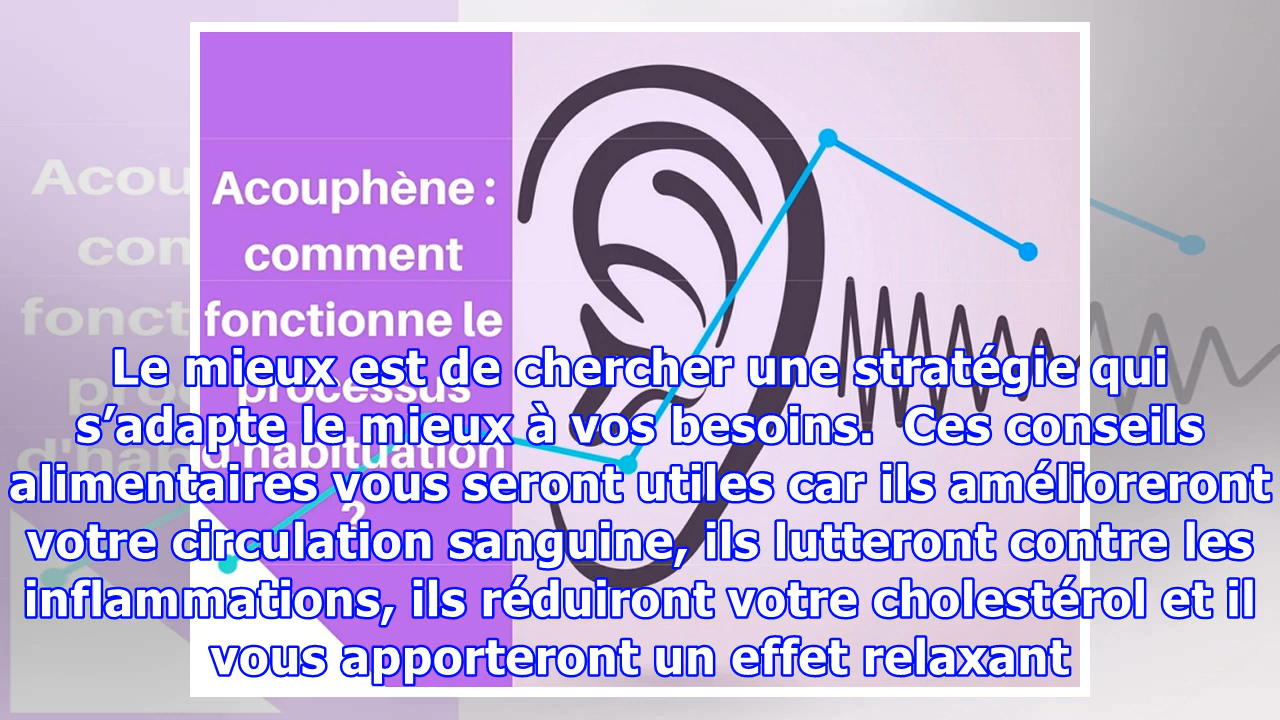 Acouphène :
comment
fonctionne le
processus
d'habituation
?
Le mieux est de chercher une stratégie qui
s’adapte le mieux à vos besoins.  Ces conseils
alimentaires vous seront utiles car ils amélioreront
votre circulation sanguine, ils lutteront contre les
inflammations, ils réduiront votre cholestérol et il
vous apporteront un effet relaxant